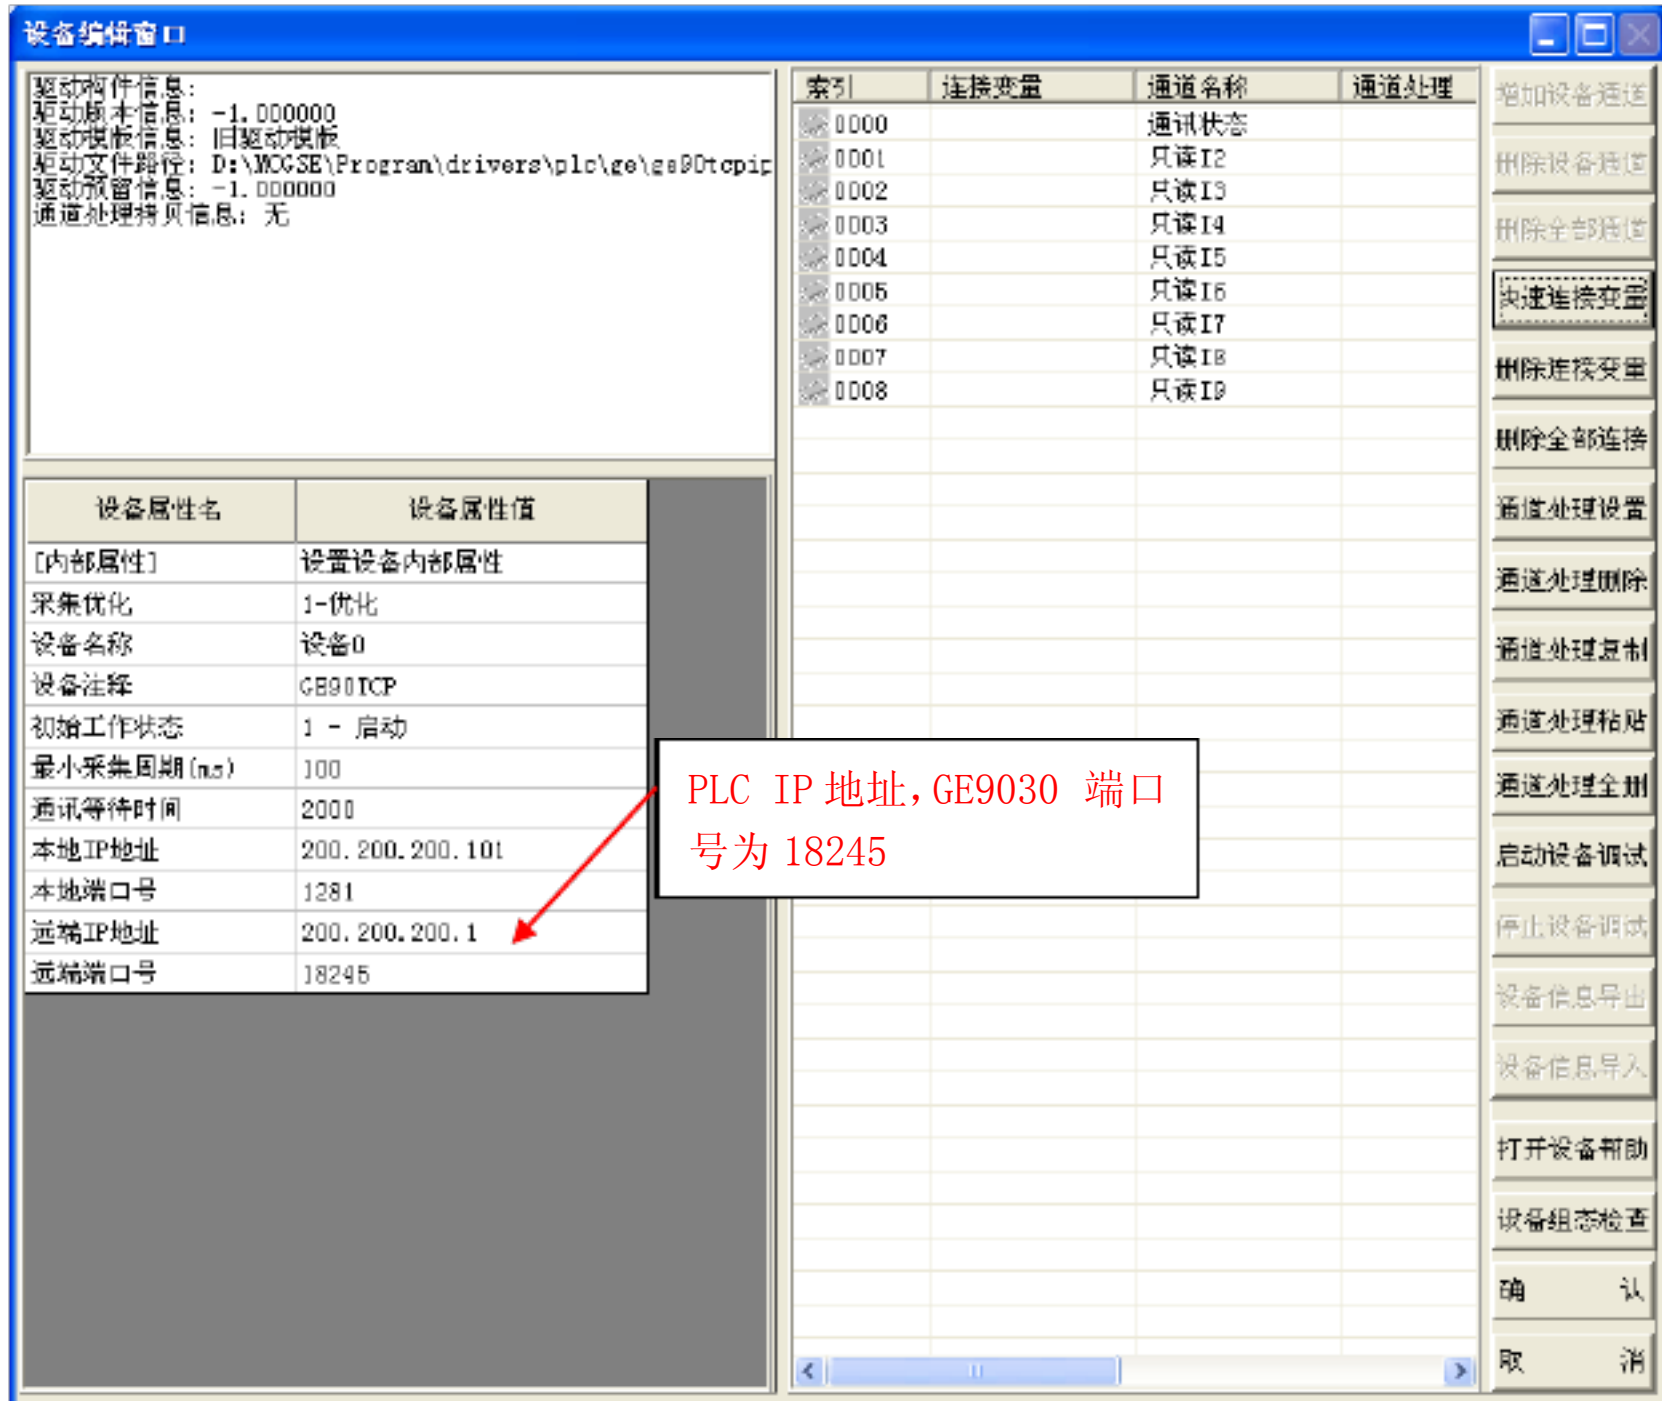 设备编辑窗口
驱动构件信息:
驱动版本信息: -1.000000
驱动模版信息: 旧驱动模版
驱动文件路径: D:\MCGSE\Program\drivers\plc\ge\ge90tcpip
驱动预留信息: -1.000000
通道处理拷贝信息: 无
设备属性名 设备属性值
[内部属性] 设置设备内部属性
采集优化 1-优化
设备名称 设备0
设备注释 GE90TCP
初始工作状态 1 - 启动
最小采集周期(ms) 100
通讯等待时间 2000
本地IP地址 200.200.200.101
本地端口号 1281
远端IP地址 200.200.200.1
远端端口号 18245
PLC IP 地址, GE9030 端口
号为 18245
索引 连接变量 通道名称 通道处理
0000 通讯状态
0001 只读I2
0002 只读I3
0003 只读I4
0004 只读I5
0005 只读I6
0006 只读I7
0007 只读I8
0008 只读I9
增加设备通道
删除设备通道
删除全部通道
快速连接变量
删除连接变量
删除全部连接
通道处理设置
通道处理删除
通道处理复制
通道处理粘贴
通道处理全删
启动设备调试
停止设备调试
设备信息导出
设备信息导入
打开设备帮助
设备组态检查
确 认
取 消